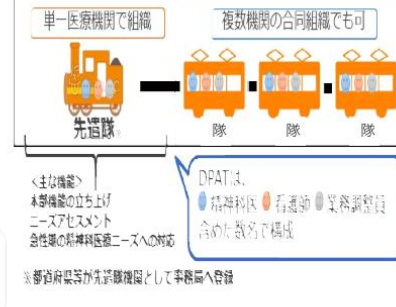 単一医療機関で組織
複数機関の合同組織でも可
先遣隊※
隊 隊 隊
<主な機能>
本部機能の立ち上げ
ニーズアセスメント
急性期の精神科医療ニーズへの対応
DPATは、
精神科医 看護師 業務調整員
含めた数名で構成
※都道府県等が先遣隊機関として事務局へ登録